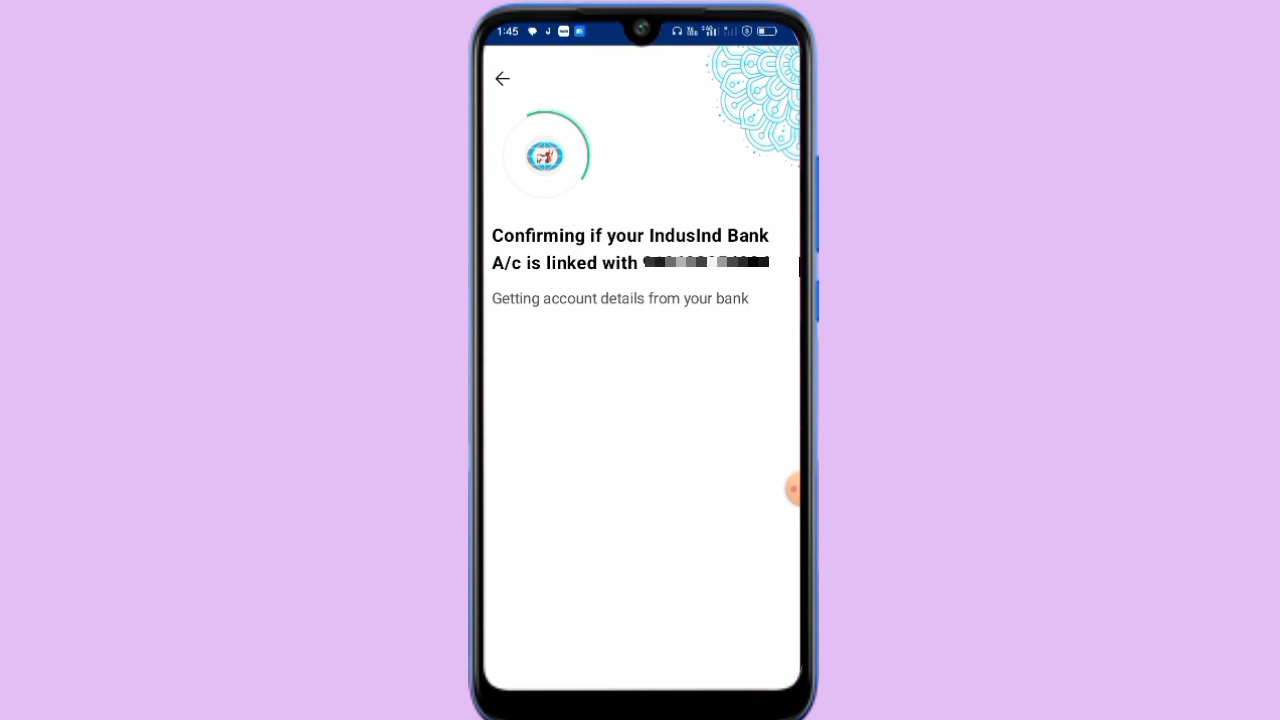 1:45
Confirming if your IndusInd Bank
A/c is linked with
Getting account details from your bank